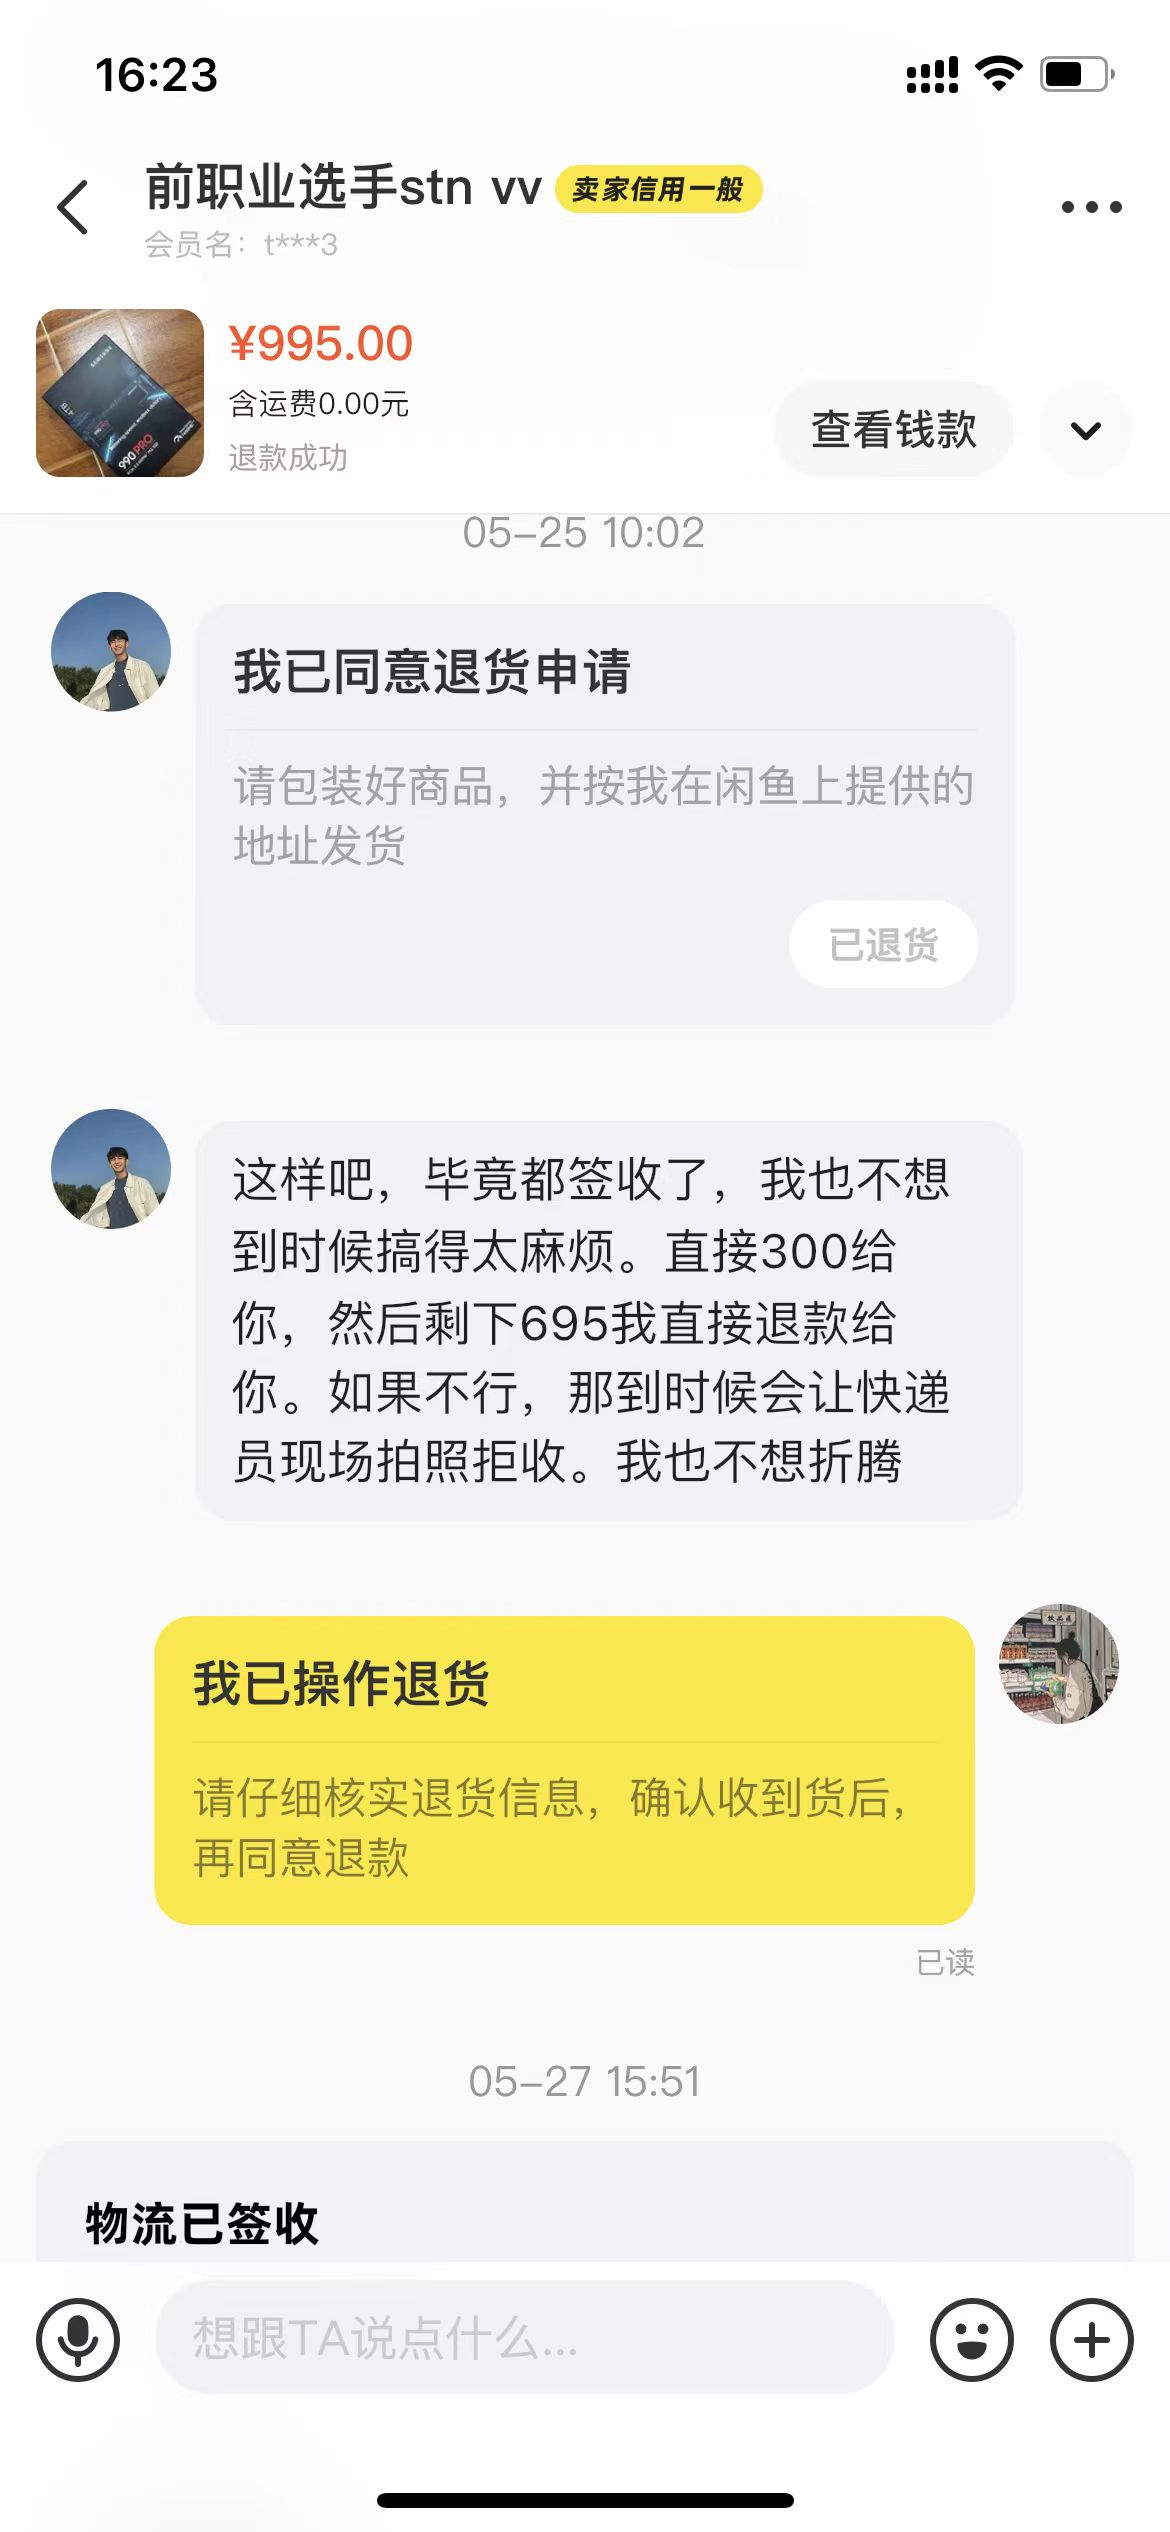 16:23
前职业选手stn vv 卖家信用一般
会员名：t***3
¥995.00
含运费0.00元
退款成功
查看钱款
SAMSUNG
4TB
990 PRO
05-25 10:02
我已同意退货申请
请包装好商品，并按我在闲鱼上提供的
地址发货
已退货
这样吧，毕竟都签收了，我也不想
到时候搞得太麻烦。直接300给
你，然后剩下695我直接退款给
你。如果不行，那到时候会让快递
员现场拍照拒收。我也不想折腾
我已操作退货
请仔细核实退货信息，确认收到货后，
再同意退款
已读
05-27 15:51
物流已签收
想跟TA说点什么...